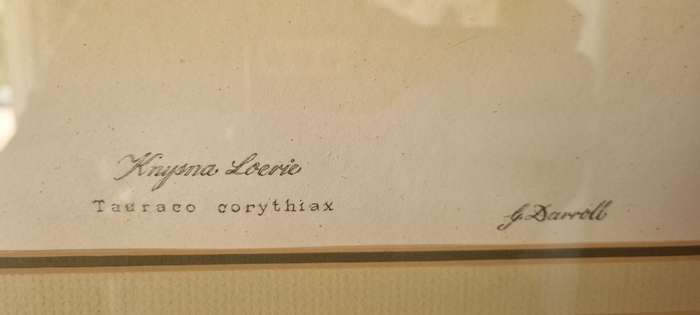 Knysna Loerie
Tauraco corythiax
G. Darroll